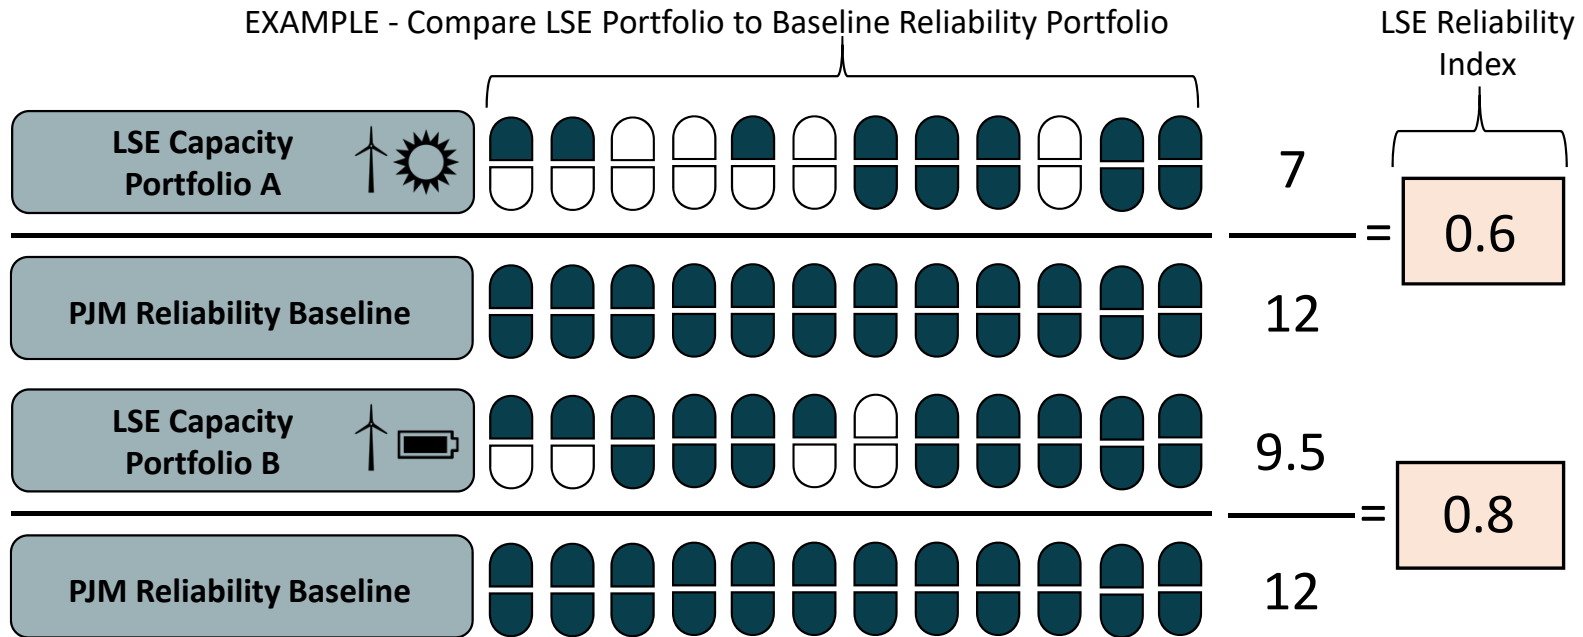 EXAMPLE - Compare LSE Portfolio to Baseline Reliability Portfolio
LSE Reliability
Index
LSE Capacity
Portfolio A
7
=
0.6
PJM Reliability Baseline
12
LSE Capacity
Portfolio B
9.5
=
0.8
PJM Reliability Baseline
12